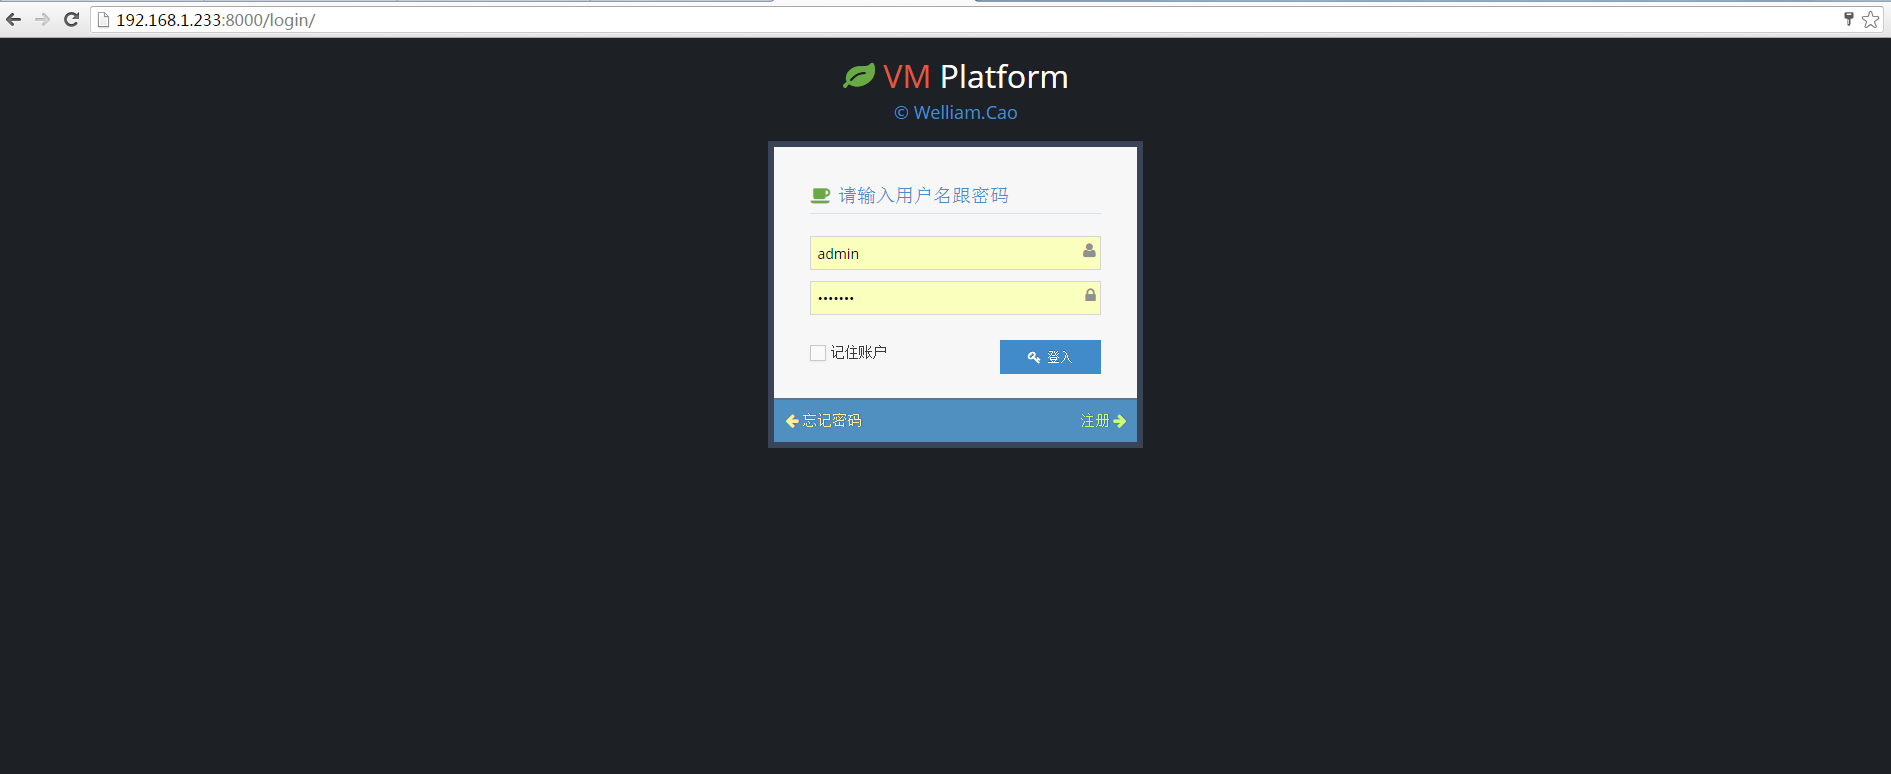 192.168.1.233:8000/login/
VM Platform
© Welliam.Cao
请输入用户名跟密码
admin
•••••••
记住账户
登入
忘记密码
注册